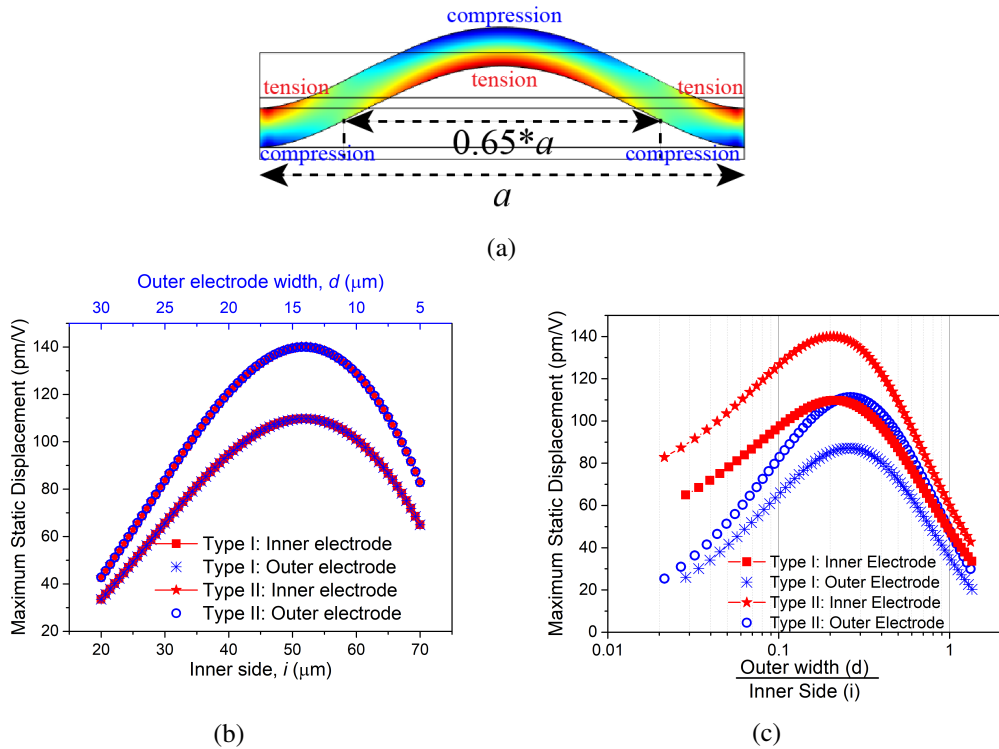 compression
tension
tension
tension
0.65*a
compression
compression
a
(a)
Outer electrode width, d (μm)
30 25 20 15 10 5
Maximum Static Displacement (pm/V)
140
120
100
80
60
40
20
Type I: Inner electrode
Type I: Outer electrode
Type II: Inner electrode
Type II: Outer electrode
20 30 40 50 60 70
Inner side, i (μm)
(b)
Maximum Static Displacement (pm/V)
140
120
100
80
60
40
20
0
Type I: Inner Electrode
Type I: Outer Electrode
Type II: Inner Electrode
Type II: Outer Electrode
0.01 0.1 1
Outer width (d)
Inner Side (i)
(c)